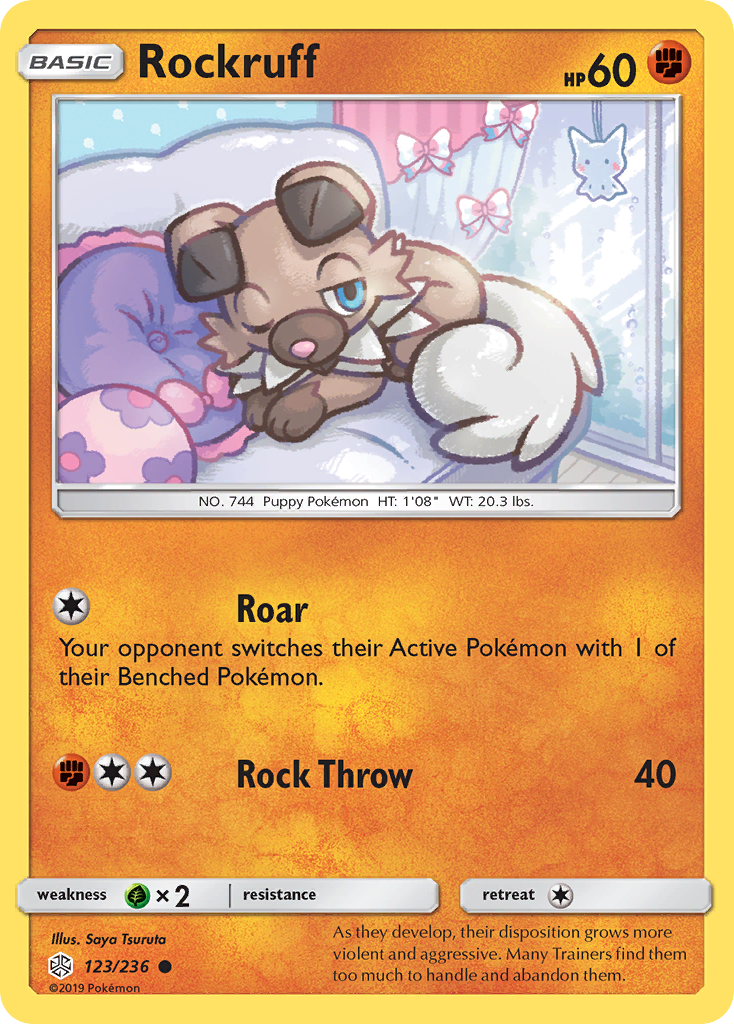 BASIC Rockruff HP60
NO. 744 Puppy Pokémon HT: 1'08" WT: 20.3 lbs.
Roar
Your opponent switches their Active Pokémon with 1 of
their Benched Pokémon.
Rock Throw 40
weakness ×2 resistance retreat
Illus. Saya Tsuruta
123/236
©2019 Pokémon
As they develop, their disposition grows more
violent and aggressive. Many Trainers find them
too much to handle and abandon them.